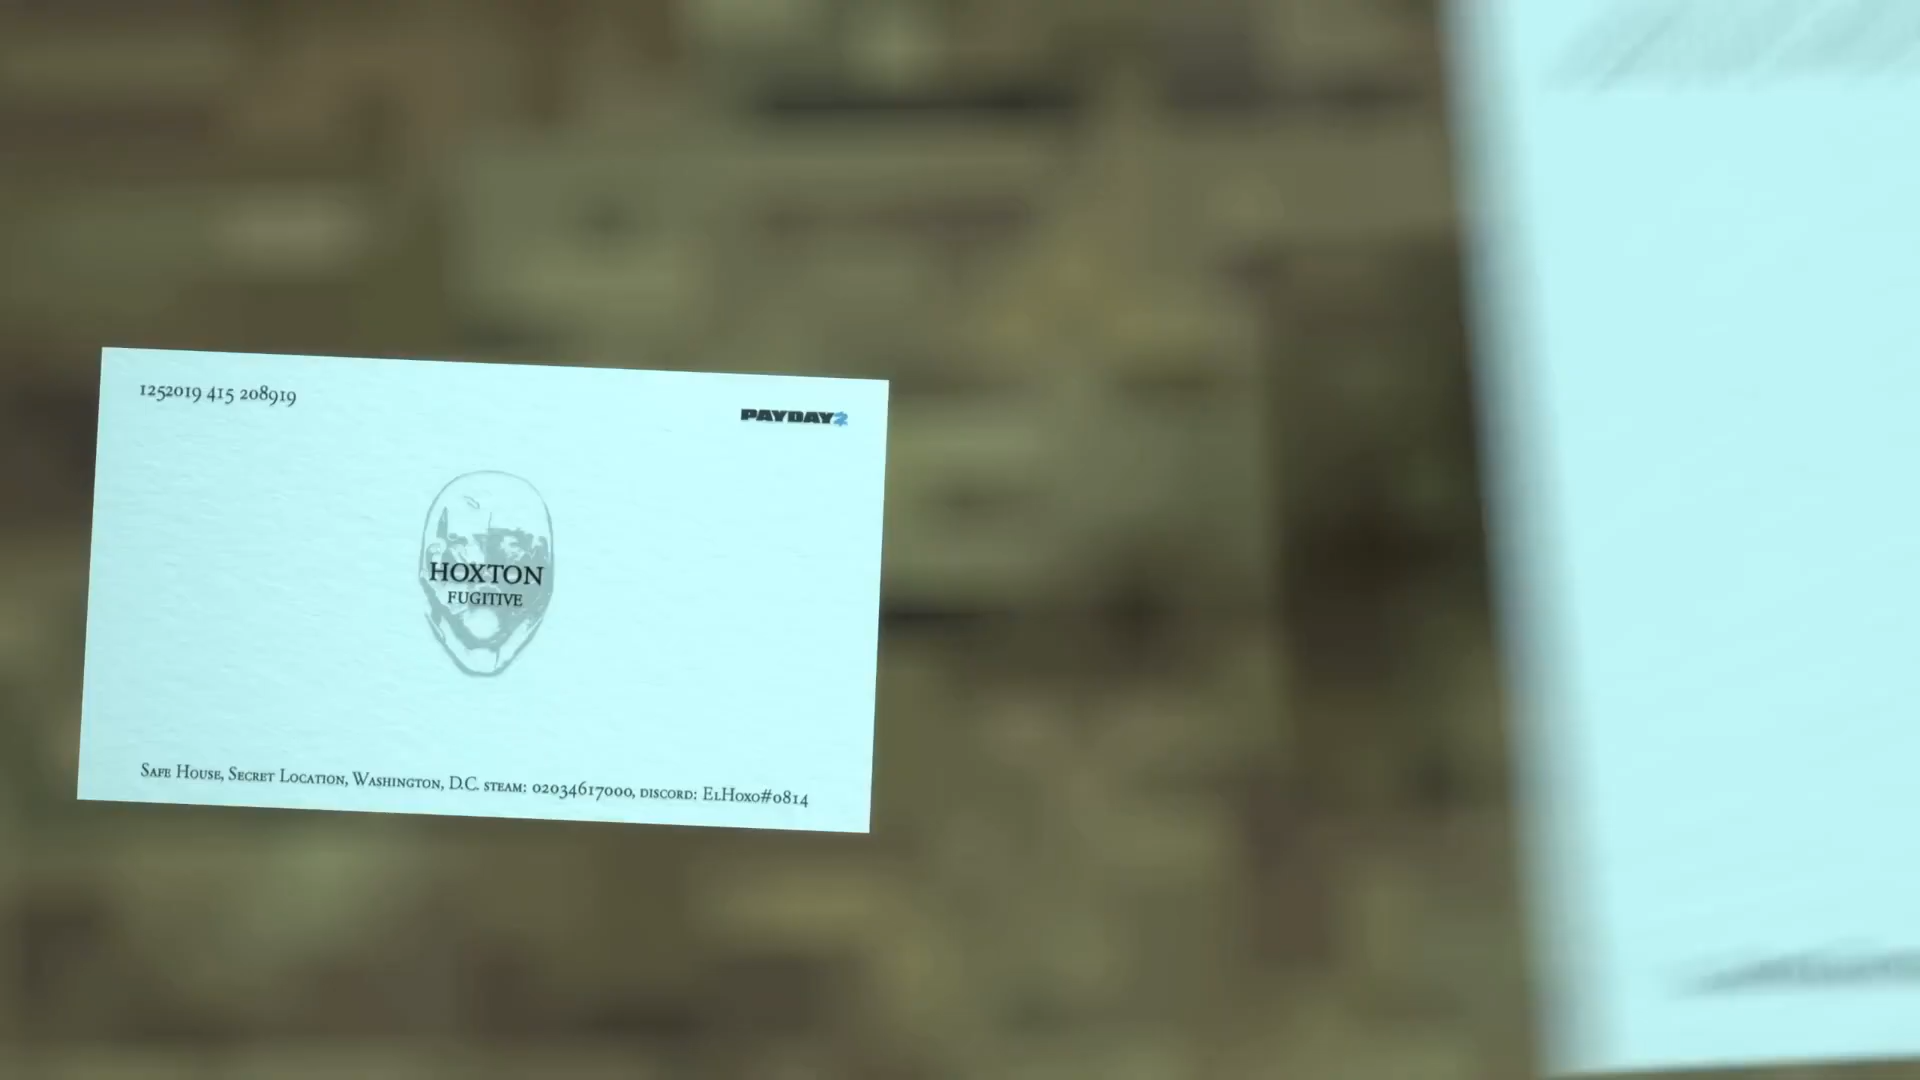 1252019 415 208919
PAYDAY2
HOXTON
FUGITIVE
Safe House, Secret Location, Washington, D.C. steam: 02034617000, discord: ElHoxo#0814